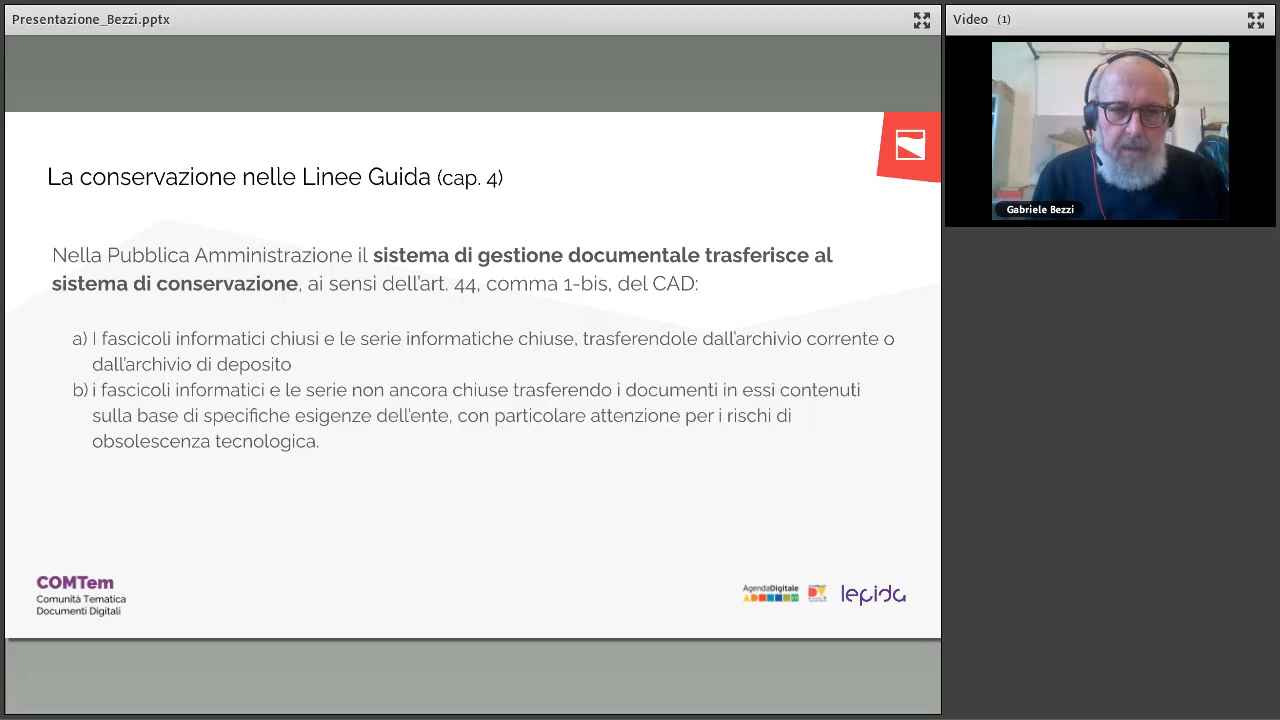 Presentazione_Bezzi.pptx
Video (1)
Gabriele Bezzi
La conservazione nelle Linee Guida (cap. 4)
Nella Pubblica Amministrazione il sistema di gestione documentale trasferisce al
sistema di conservazione, ai sensi dell'art. 44, comma 1-bis, del CAD:
a) I fascicoli informatici chiusi e le serie informatiche chiuse, trasferendole dall'archivio corrente o
dall'archivio di deposito
b) i fascicoli informatici e le serie non ancora chiuse trasferendo i documenti in essi contenuti
sulla base di specifiche esigenze dell'ente, con particolare attenzione per i rischi di
obsolescenza tecnologica.
COMTem
Comunità Tematica
Documenti Digitali
AgendaDigitale
lepida